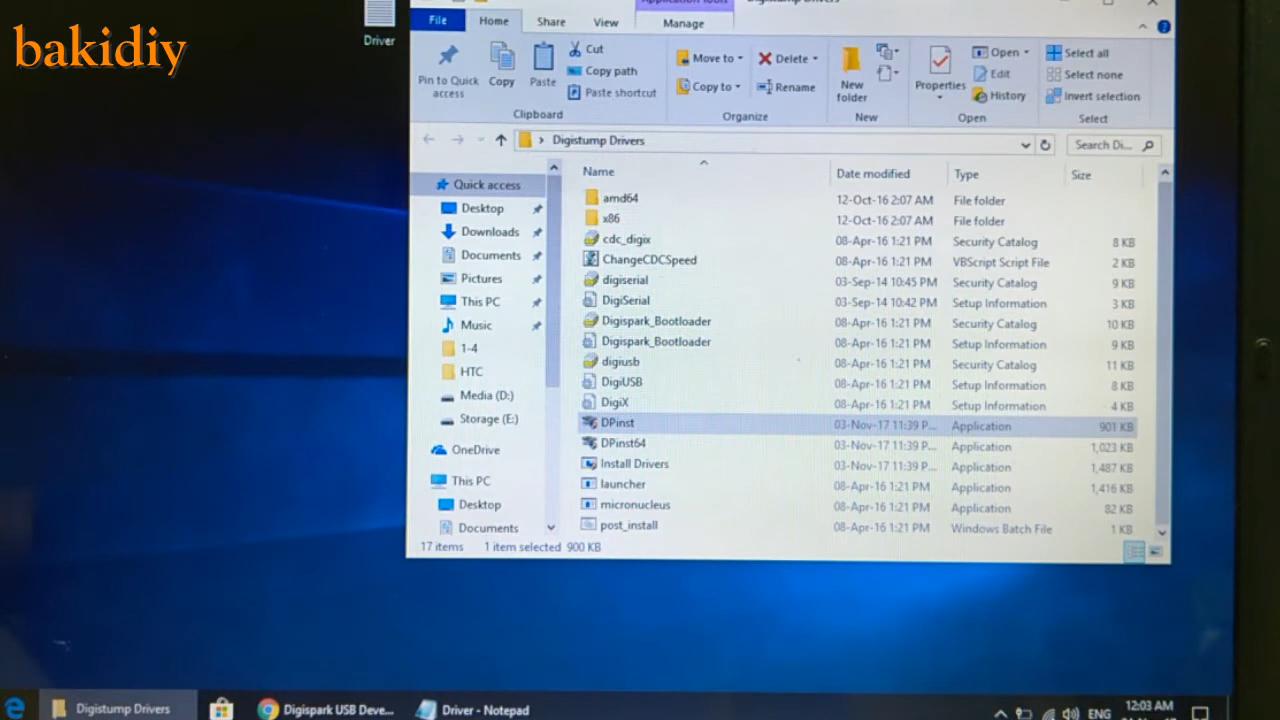 bakidiy
Driver
File Home Share View Manage
Pin to Quick access
Copy
Paste
Cut
Copy path
Paste shortcut
Clipboard
Move to
Copy to
Delete
Rename
Organize
New folder
New
Properties
Open
Edit
History
Open
Select all
Select none
Invert selection
Select
Digistump Drivers
Search Di...
Name Date modified Type Size
Quick access
Desktop
Downloads
Documents
Pictures
This PC
Music
1-4
HTC
Media (D:)
Storage (E:)
OneDrive
This PC
Desktop
Documents
amd64 12-Oct-16 2:07 AM File folder
x86 12-Oct-16 2:07 AM File folder
cdc_digix 08-Apr-16 1:21 PM Security Catalog 8 KB
ChangeCDCSpeed 08-Apr-16 1:21 PM VBScript Script File 2 KB
digiserial 03-Sep-14 10:45 PM Security Catalog 9 KB
DigiSerial 03-Sep-14 10:42 PM Setup Information 3 KB
Digispark_Bootloader 08-Apr-16 1:21 PM Security Catalog 10 KB
Digispark_Bootloader 08-Apr-16 1:21 PM Setup Information 9 KB
digiusb 08-Apr-16 1:21 PM Security Catalog 11 KB
DigiUSB 08-Apr-16 1:21 PM Setup Information 8 KB
DigiX 08-Apr-16 1:21 PM Setup Information 4 KB
DPinst 03-Nov-17 11:39 P... Application 901 KB
DPinst64 03-Nov-17 11:39 P... Application 1,023 KB
Install Drivers 03-Nov-17 11:39 P... Application 1,487 KB
launcher 08-Apr-16 1:21 PM Application 1,416 KB
micronucleus 08-Apr-16 1:21 PM Application 82 KB
post_install 08-Apr-16 1:21 PM Windows Batch File 1 KB
17 items 1 item selected 900 KB
Digistump Drivers
Digispark USB Deve...
Driver - Notepad
ENG
12:03 AM